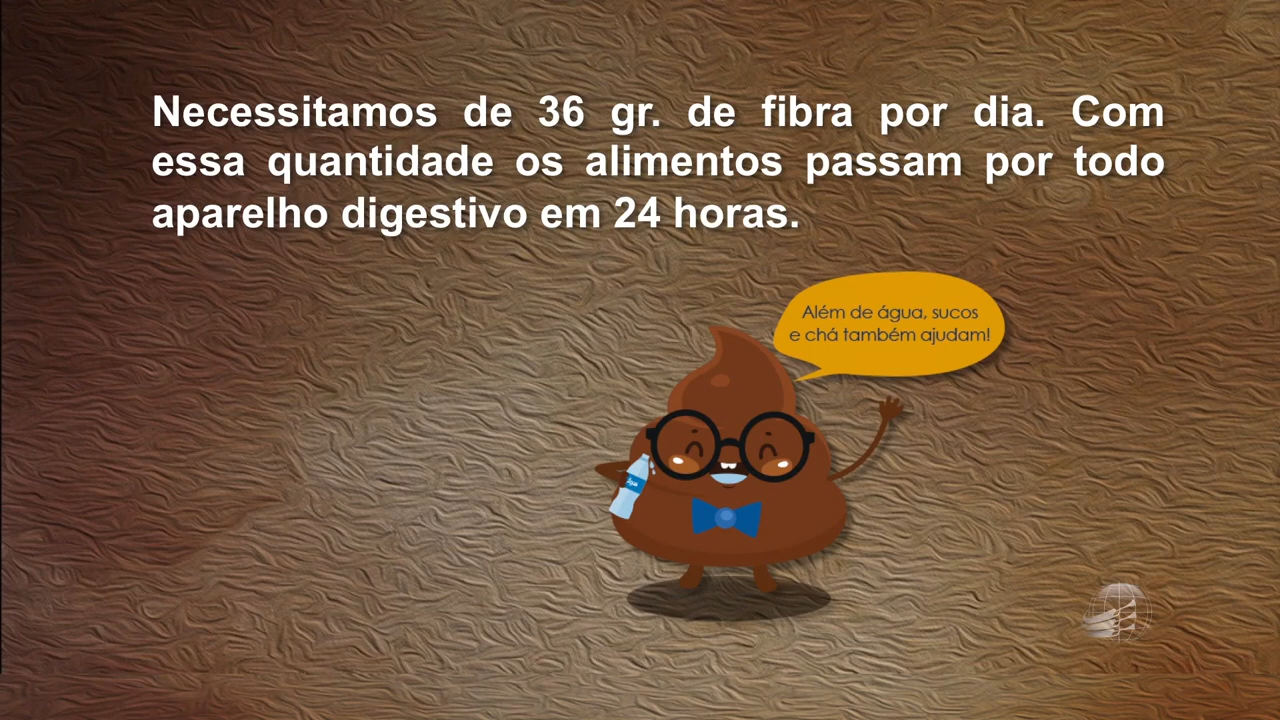 Necessitamos de 36 gr. de fibra por dia. Com
essa quantidade os alimentos passam por todo
aparelho digestivo em 24 horas.
Além de água, sucos
e chá também ajudam!